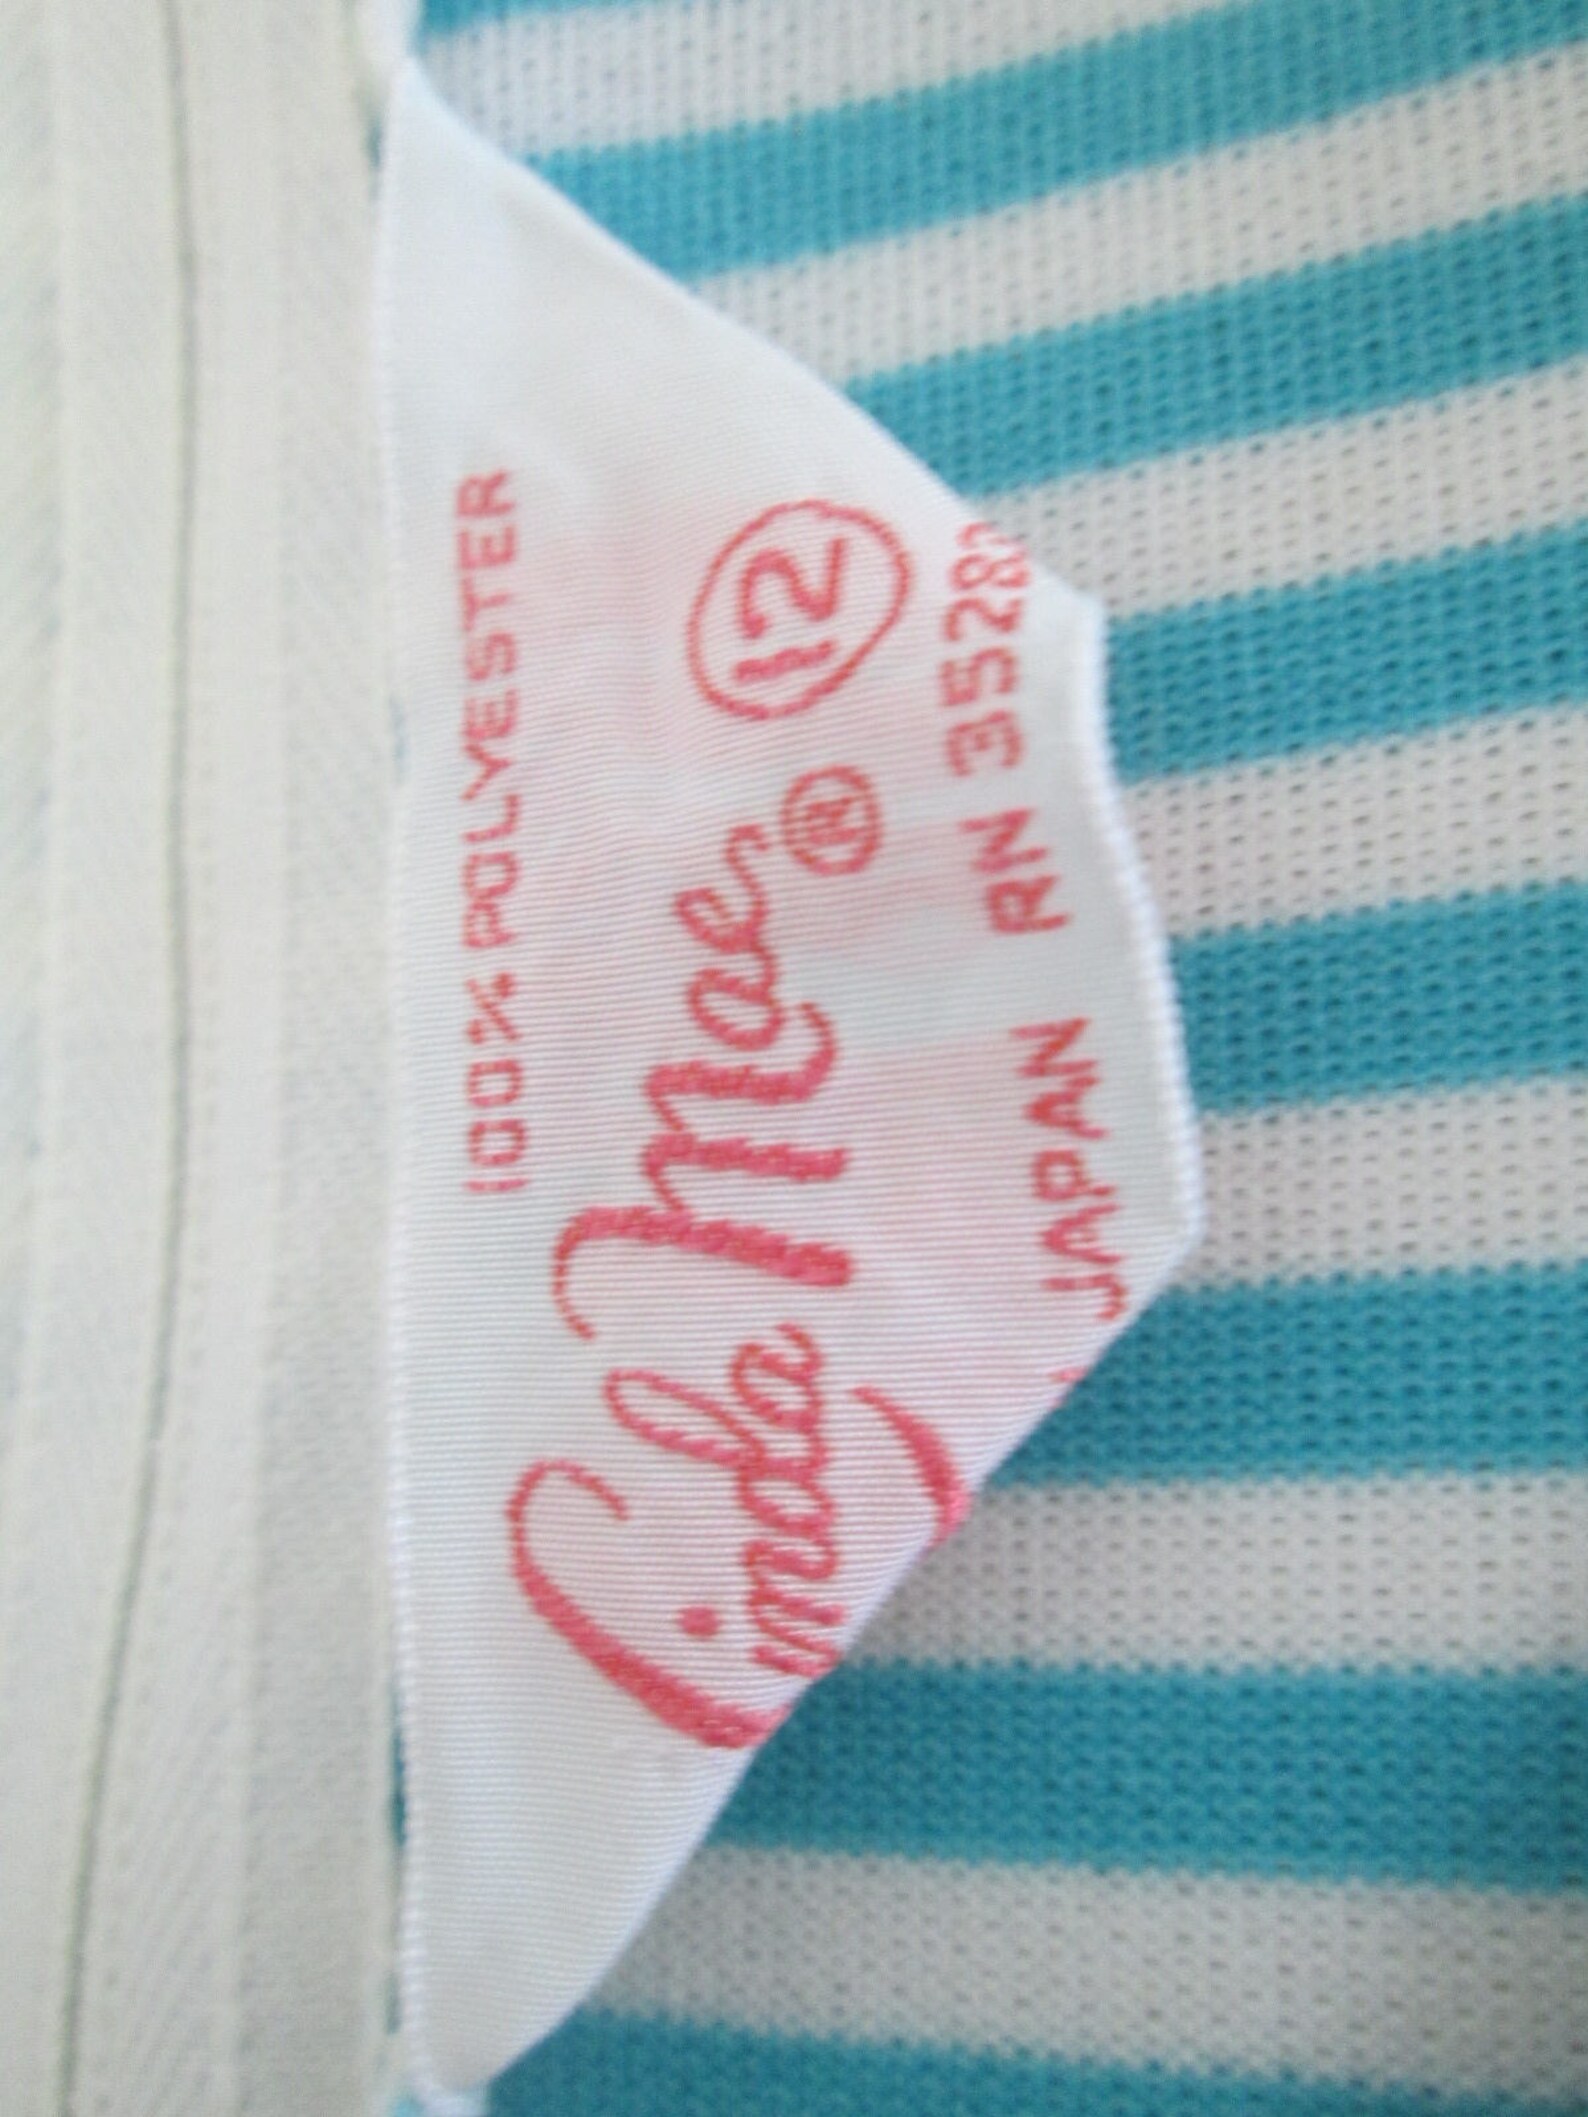 100% POLYESTER
Linda Mae ® 12
JAPAN RN 3528